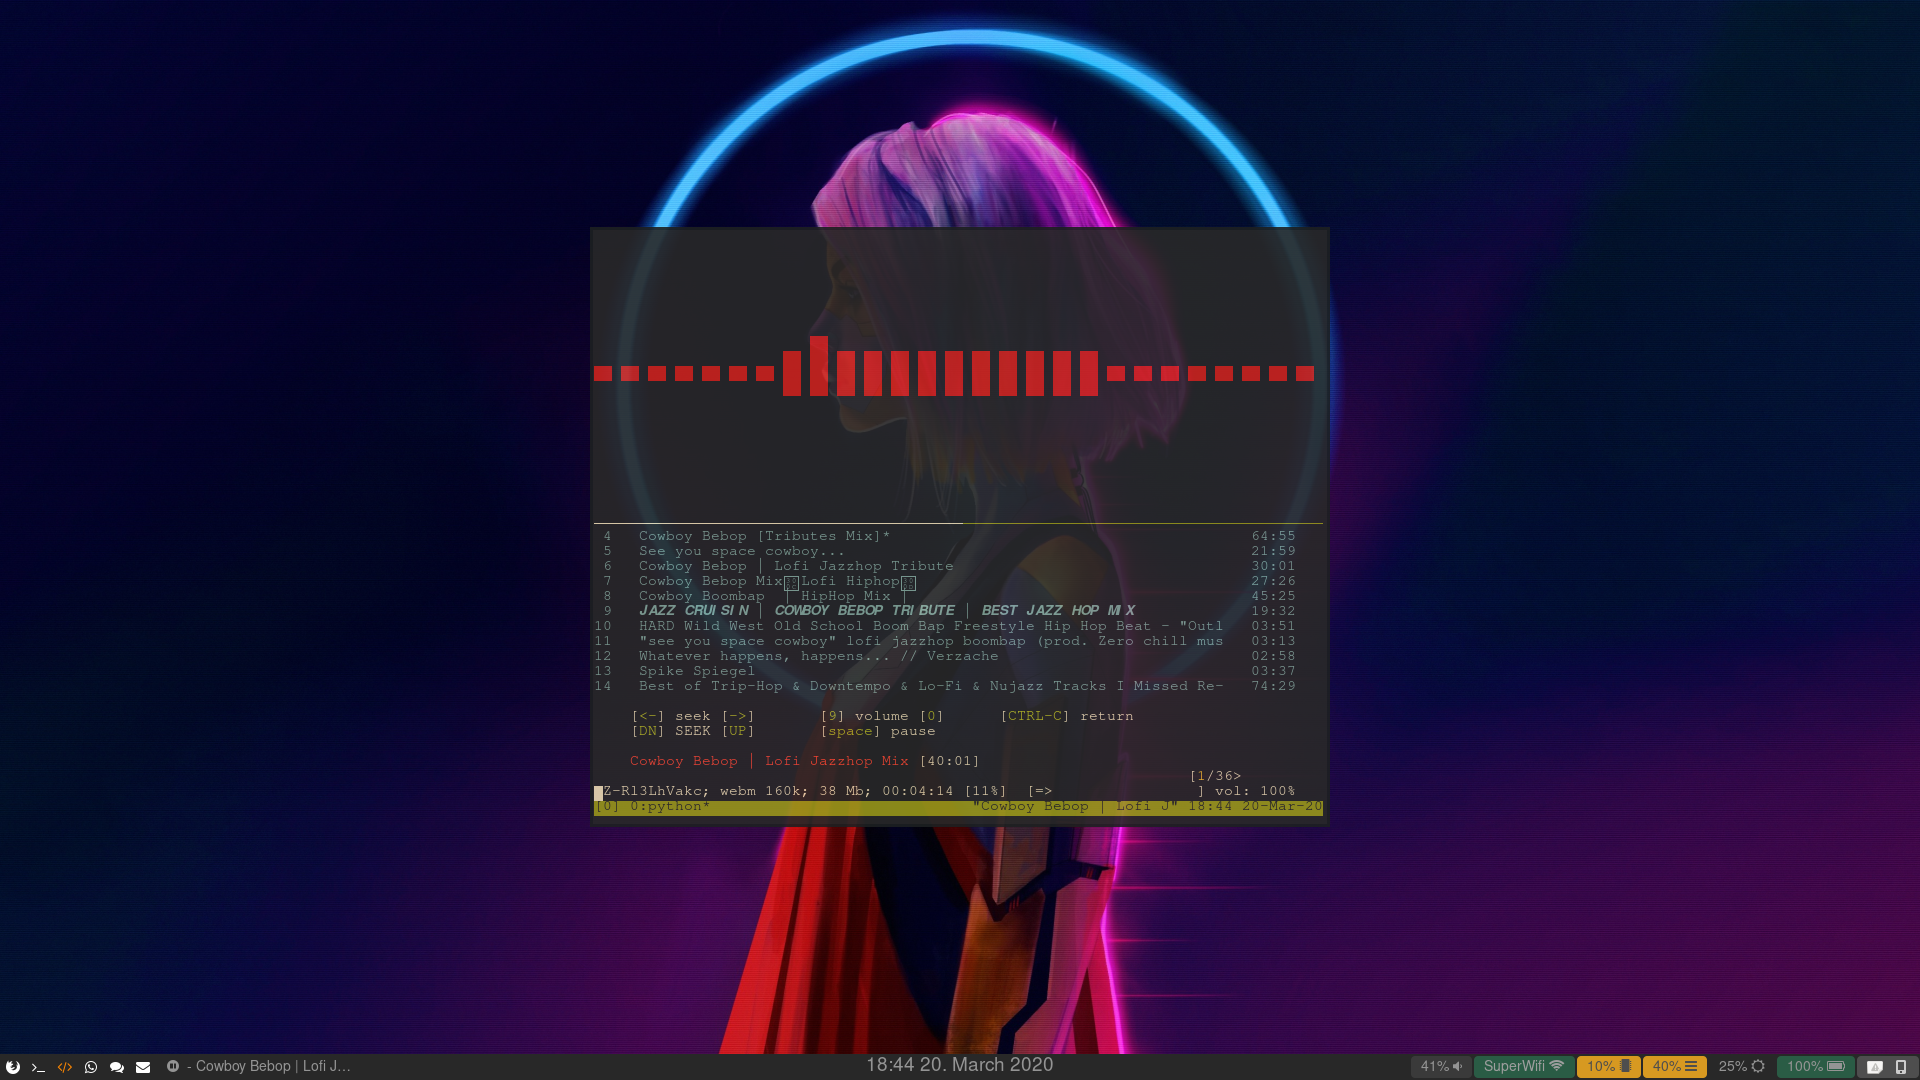 4 Cowboy Bebop [Tributes Mix]* 64:55
5 See you space cowboy... 21:59
6 Cowboy Bebop | Lofi Jazzhop Tribute 30:01
7 Cowboy Bebop Mix Lofi Hiphop 27:26
8 Cowboy Boombap | HipHop Mix | 45:25
9 JAZZ CRUISIN | COWBOY BEBOP TRIBUTE | BEST JAZZ HOP MIX 19:32
10 HARD Wild West Old School Boom Bap Freestyle Hip Hop Beat - "Outl 03:51
11 "see you space cowboy" lofi jazzhop boombap (prod. Zero chill mus 03:13
12 Whatever happens, happens... // Verzache 02:58
13 Spike Spiegel 03:37
14 Best of Trip-Hop & Downtempo & Lo-Fi & Nujazz Tracks I Missed Re- 74:29
[<-] seek [->] [9] volume [0] [CTRL-C] return
[DN] SEEK [UP] [space] pause
Cowboy Bebop | Lofi Jazzhop Mix [40:01]
[1/36>
Z-Rl3LhVakc; webm 160k; 38 Mb; 00:04:14 [11%] [=> ] vol: 100%
[0] 0:python* "Cowboy Bebop | Lofi J" 18:44 20-Mar-20
- Cowboy Bebop | Lofi J... 18:44 20. March 2020 41% SuperWifi 10% 40% 25% 100%